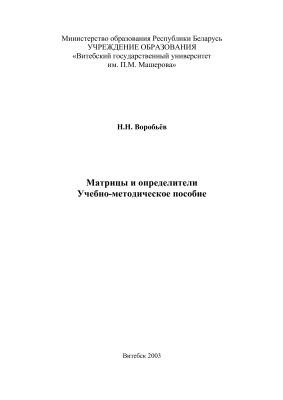 Министерство образования Республики Беларусь
УЧРЕЖДЕНИЕ ОБРАЗОВАНИЯ
«Витебский государственный университет
им. П.М. Машерова»
Н.Н. Воробьёв
Матрицы и определители
Учебно-методическое пособие
Витебск 2003